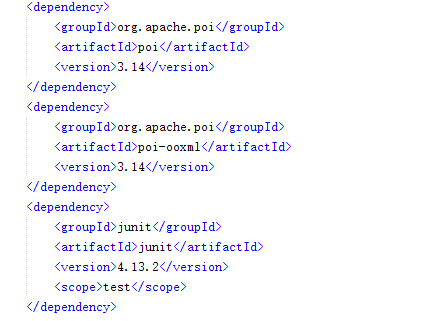 <dependency>
<groupId>org.apache.poi</groupId>
<artifactId>poi</artifactId>
<version>3.14</version>
</dependency>
<dependency>
<groupId>org.apache.poi</groupId>
<artifactId>poi-ooxml</artifactId>
<version>3.14</version>
</dependency>
<dependency>
<groupId>junit</groupId>
<artifactId>junit</artifactId>
<version>4.13.2</version>
<scope>test</scope>
</dependency>